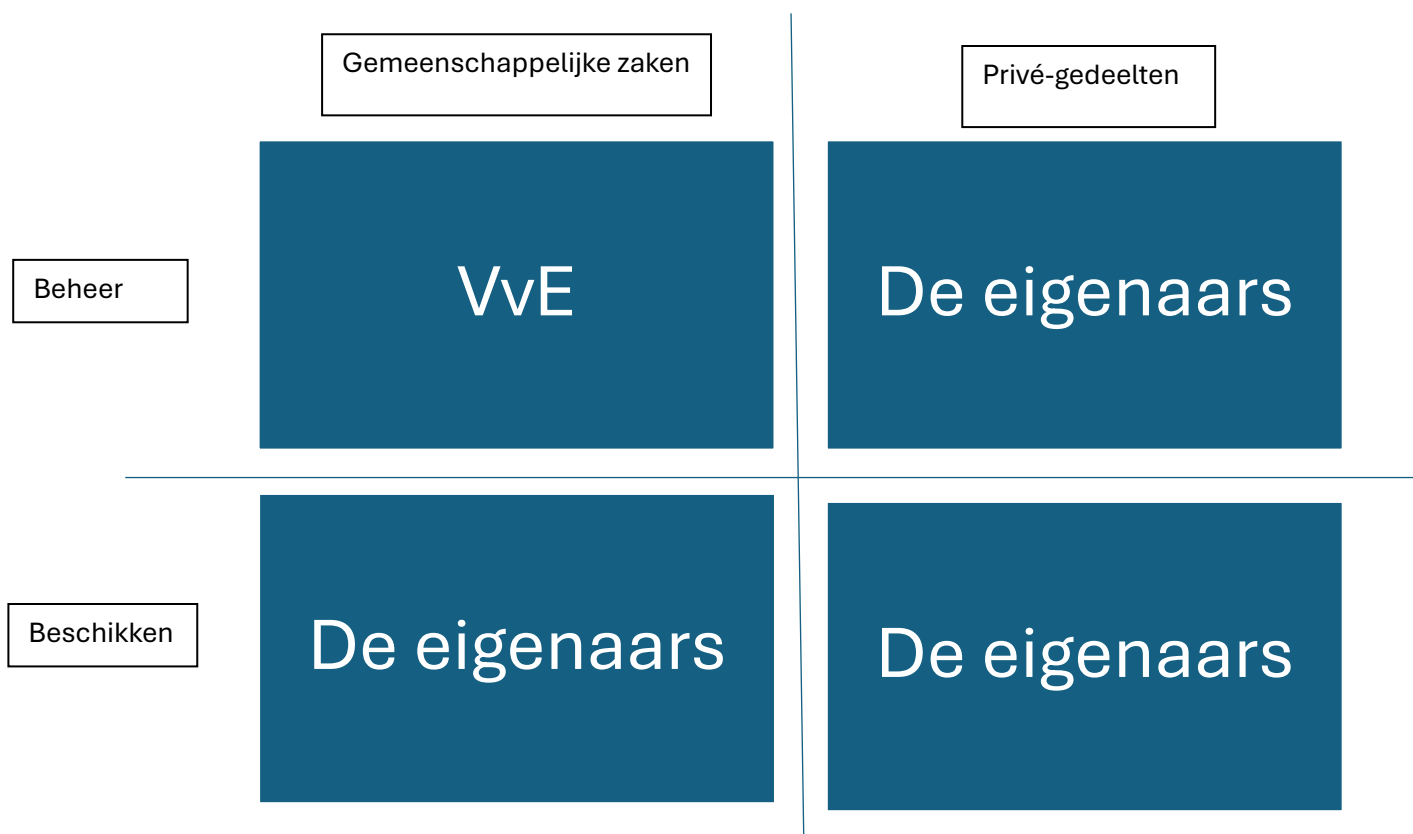 Gemeenschappelijke zaken
Privé-gedeelten
Beheer
VvE
De eigenaars
Beschikken
De eigenaars
De eigenaars